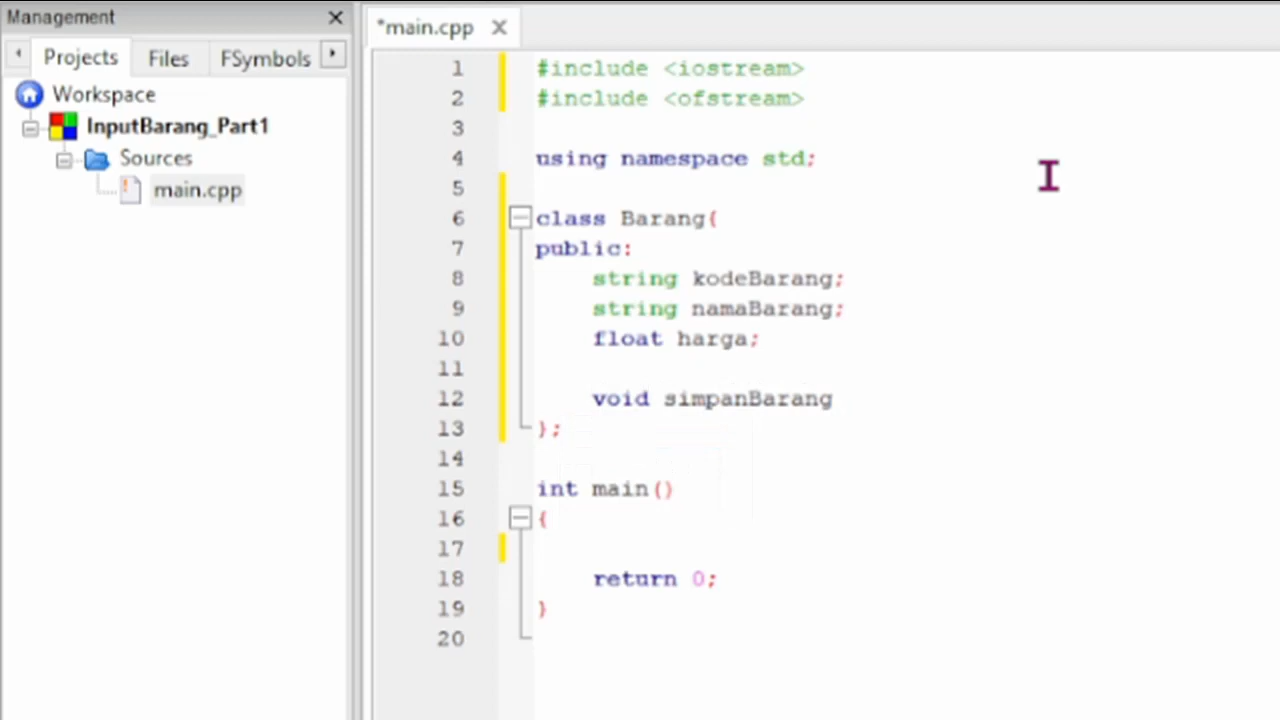 Management
*main.cpp
Projects Files FSymbols
Workspace
InputBarang_Part1
Sources
main.cpp
1 #include <iostream>
2 #include <ofstream>
3
4 using namespace std;
5
6 class Barang{
7 public:
8 string kodeBarang;
9 string namaBarang;
10 float harga;
11
12 void simpanBarang
13 };
14
15 int main()
16 {
17
18 return 0;
19 }
20